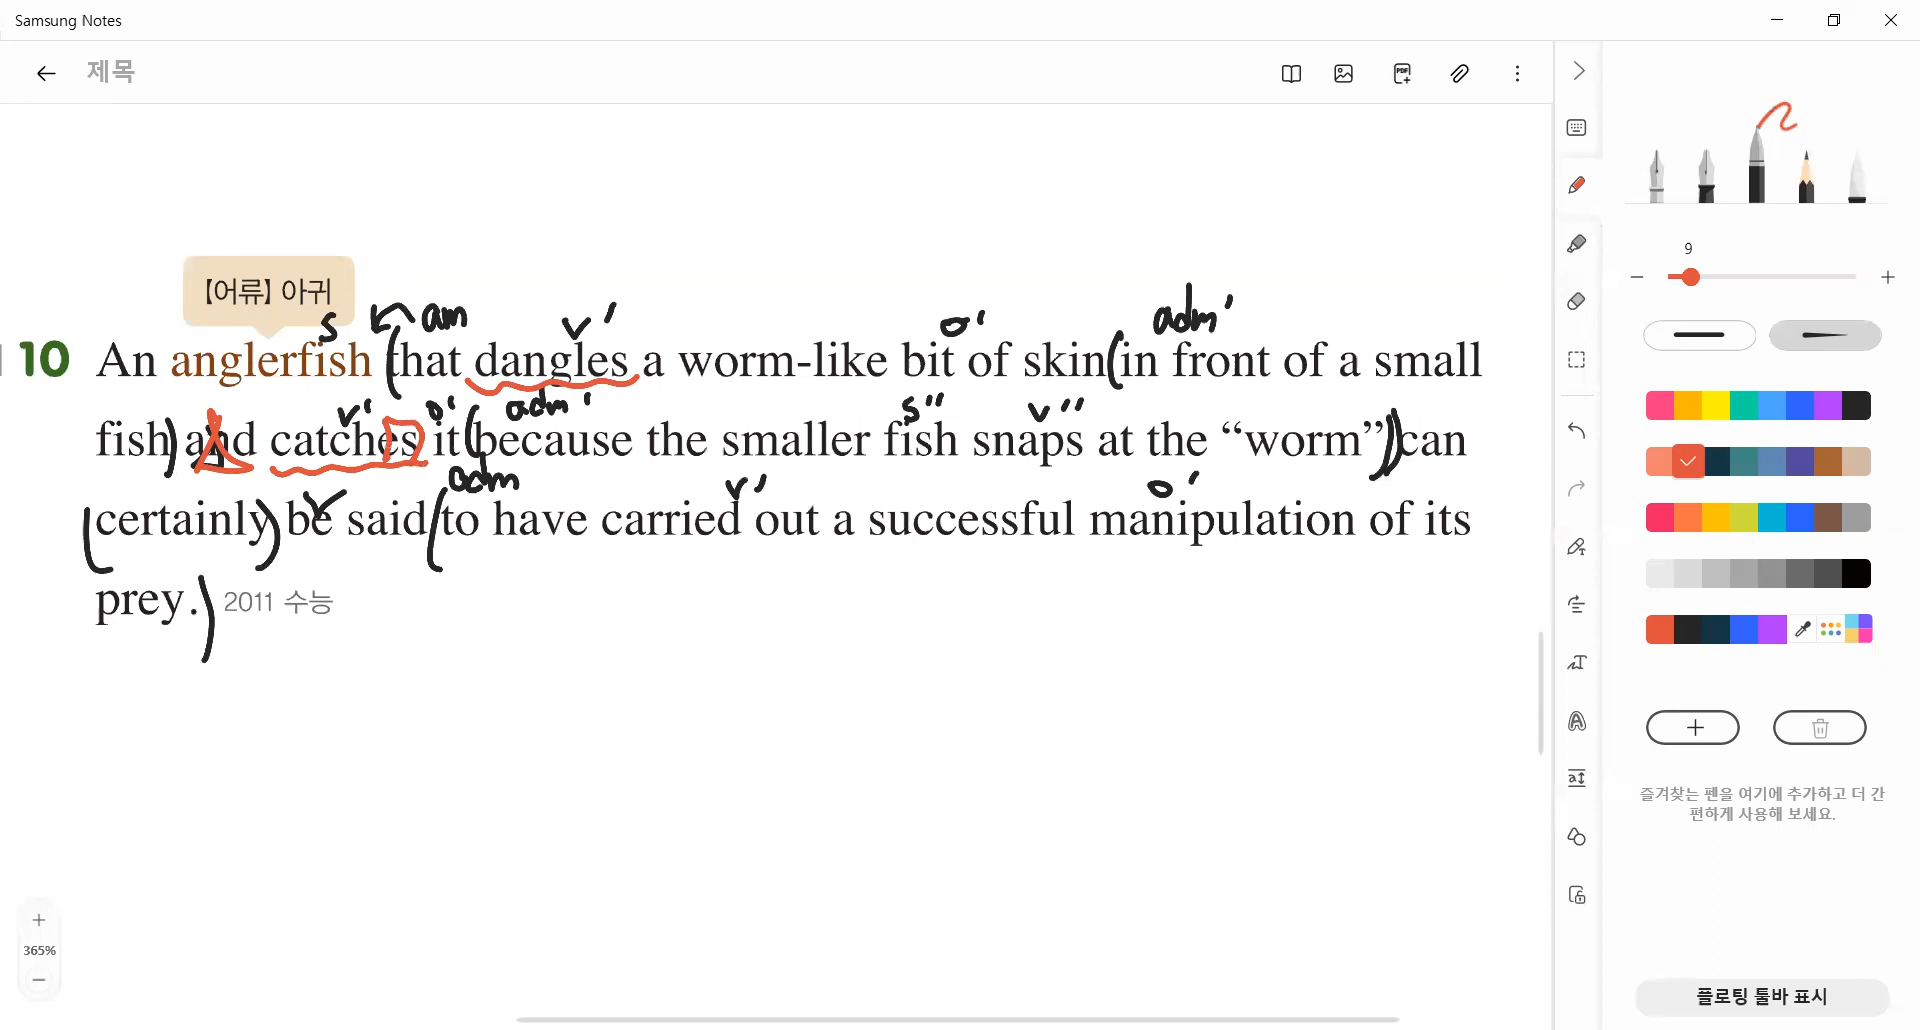 Samsung Notes
제목
【어류】 아귀
s am v' o' adm'
10 An anglerfish that dangles a worm-like bit of skin in front of a small
v' o' adm' s'' v''
fish and catches it because the smaller fish snaps at the “worm” can
v adm v' o'
certainly be said to have carried out a successful manipulation of its
prey. 2011 수능
365%
9
즐겨찾는 펜을 여기에 추가하고 더 간
편하게 사용해 보세요.
플로팅 툴바 표시